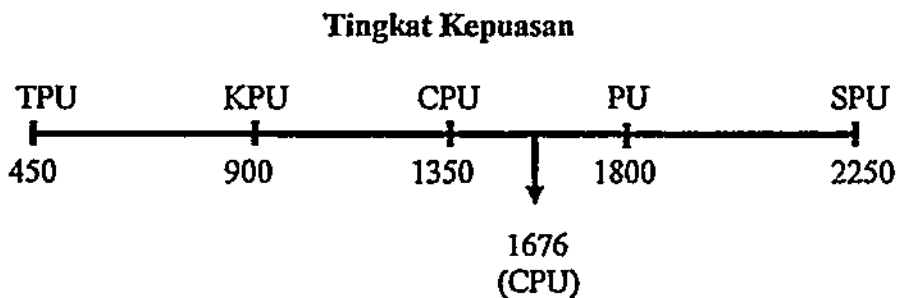 Tingkat Kepuasan
TPU KPU CPU PU SPU
450 900 1350 1800 2250
1676
(CPU)